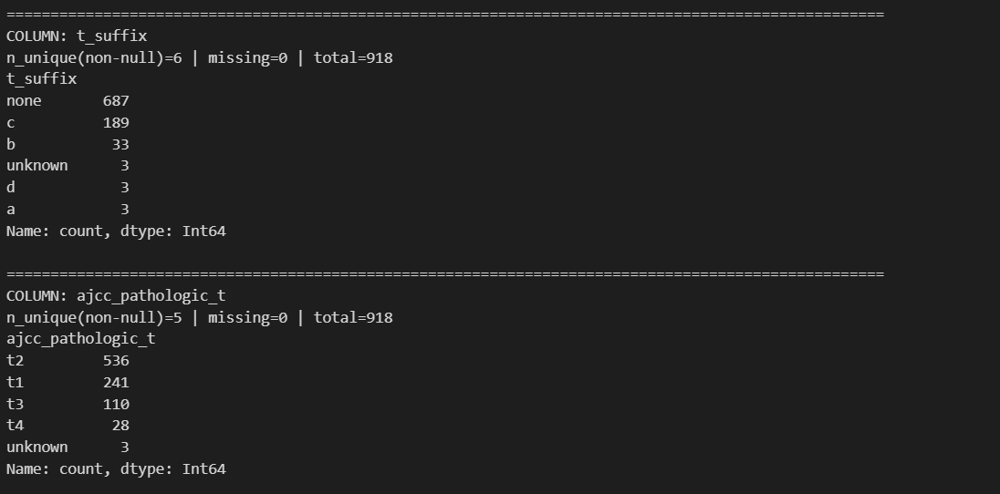 ====================================================================================================
COLUMN: t_suffix
n_unique(non-null)=6 | missing=0 | total=918
t_suffix
none       687
c          189
b           33
unknown      3
d            3
a            3
Name: count, dtype: Int64
====================================================================================================
COLUMN: ajcc_pathologic_t
n_unique(non-null)=5 | missing=0 | total=918
ajcc_pathologic_t
t2         536
t1         241
t3         110
t4          28
unknown      3
Name: count, dtype: Int64